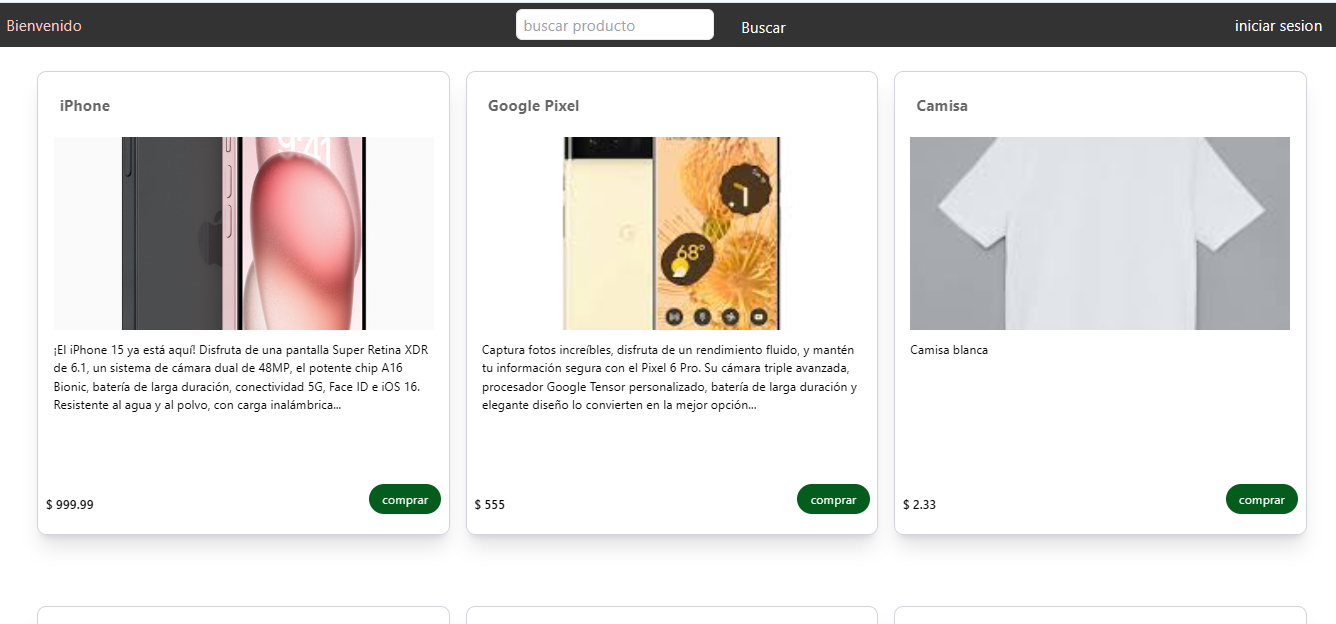 Bienvenido
buscar producto
Buscar
iniciar sesion
iPhone
Google Pixel
Camisa
9:41
68°
¡El iPhone 15 ya está aquí! Disfruta de una pantalla Super Retina XDR
de 6.1, un sistema de cámara dual de 48MP, el potente chip A16
Bionic, batería de larga duración, conectividad 5G, Face ID e iOS 16.
Resistente al agua y al polvo, con carga inalámbrica...
Captura fotos increíbles, disfruta de un rendimiento fluido, y mantén
tu información segura con el Pixel 6 Pro. Su cámara triple avanzada,
procesador Google Tensor personalizado, batería de larga duración y
elegante diseño lo convierten en la mejor opción...
Camisa blanca
$ 999.99
comprar
$ 555
comprar
$ 2.33
comprar